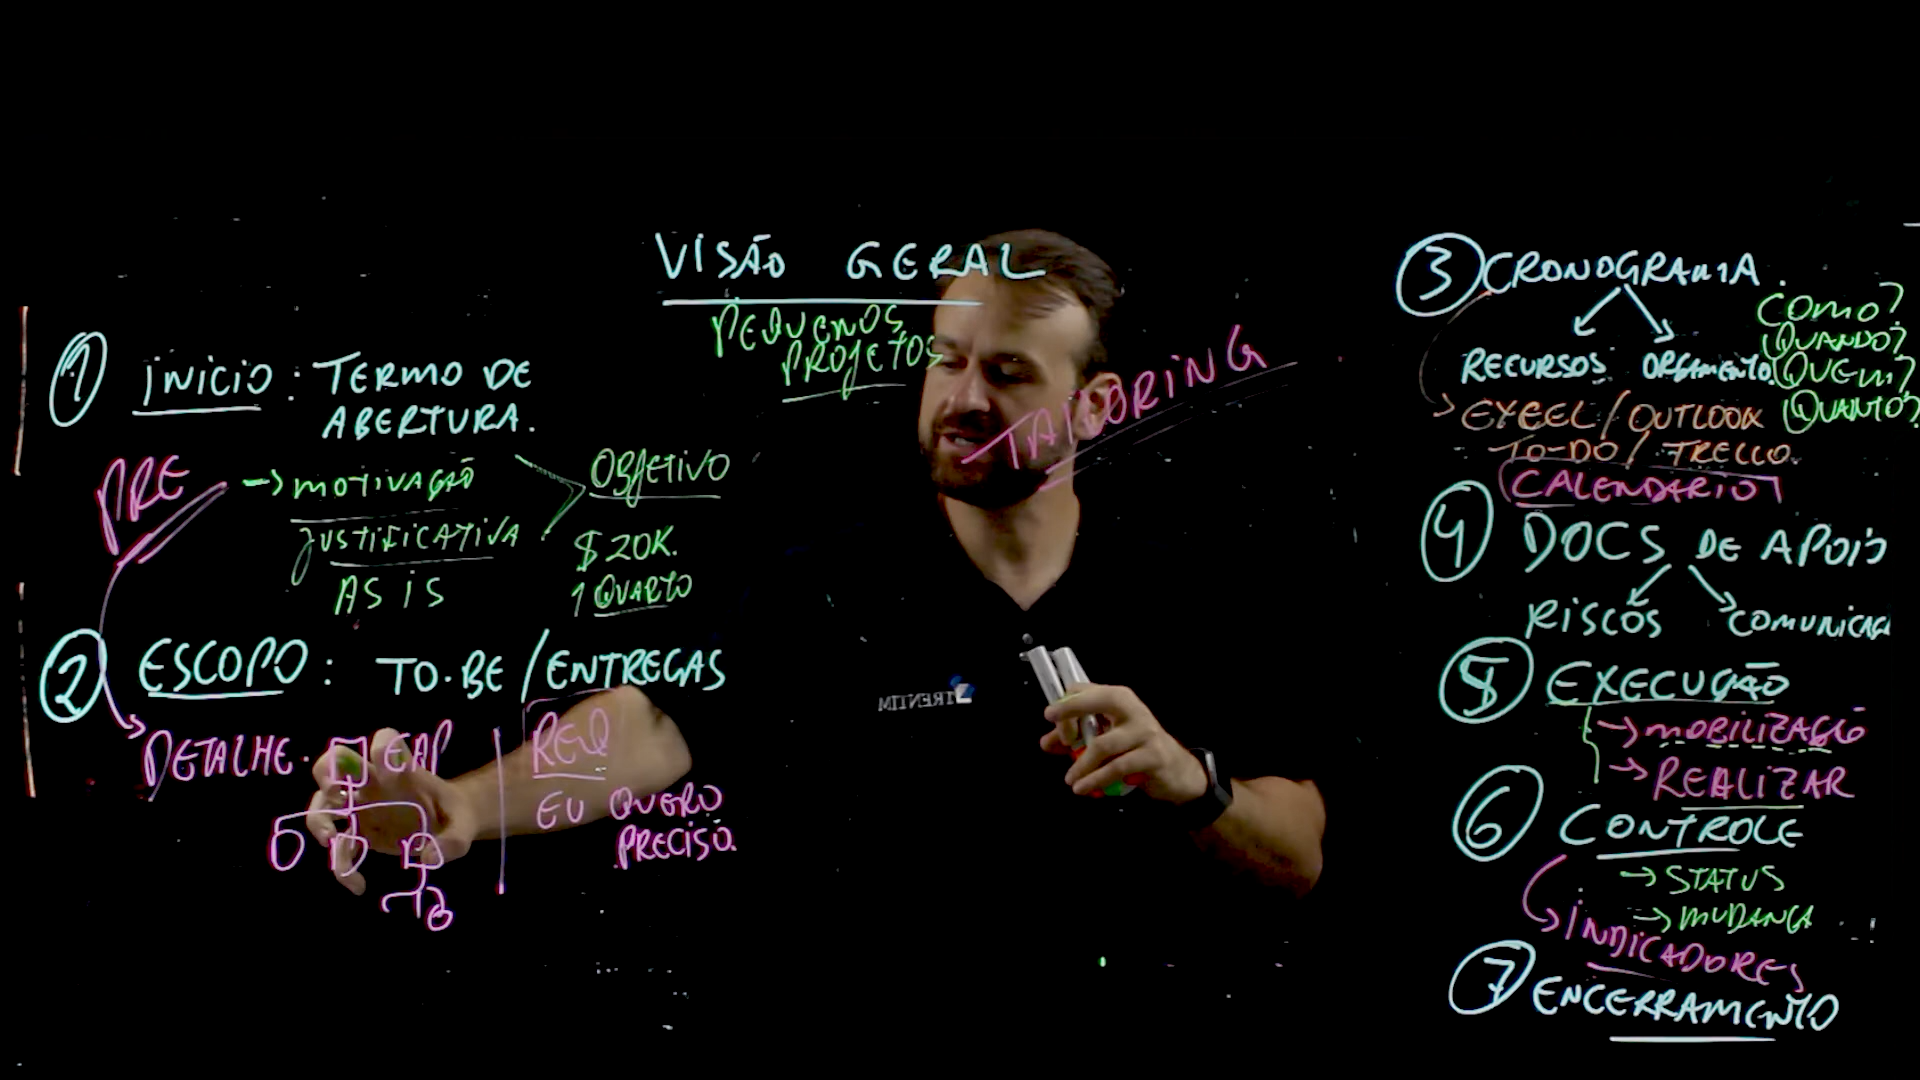 VISÃO GERAL
PEQUENOS
PROJETOS
TAILORING
1 INICIO: TERMO DE
ABERTURA.
PRE
→ MOTIVAÇÃO
JUSTIFICATIVA
AS IS
OBJETIVO
$ 20K.
1 QUARTO
2 ESCOPO: TO.BE / ENTREGAS
DETALHE. EAP
REQ
EU QUERO
PRECISO.
3 CRONOGRAMA.
RECURSOS ORÇAMENTO.
COMO?
QUANDO?
QUEM?
QUANTO?
EXCEL / OUTLOOK
TO-DO / TRELLO.
CALENDARIO
4 DOCS DE APOIO
RISCOS COMUNICAÇ
5 EXECUÇÃO
→ MOBILIZAÇÃO
→ REALIZAR
6 CONTROLE
→ STATUS
→ MUDANÇA
INDICADORES
7 ENCERRAMENTO
TRENTIM